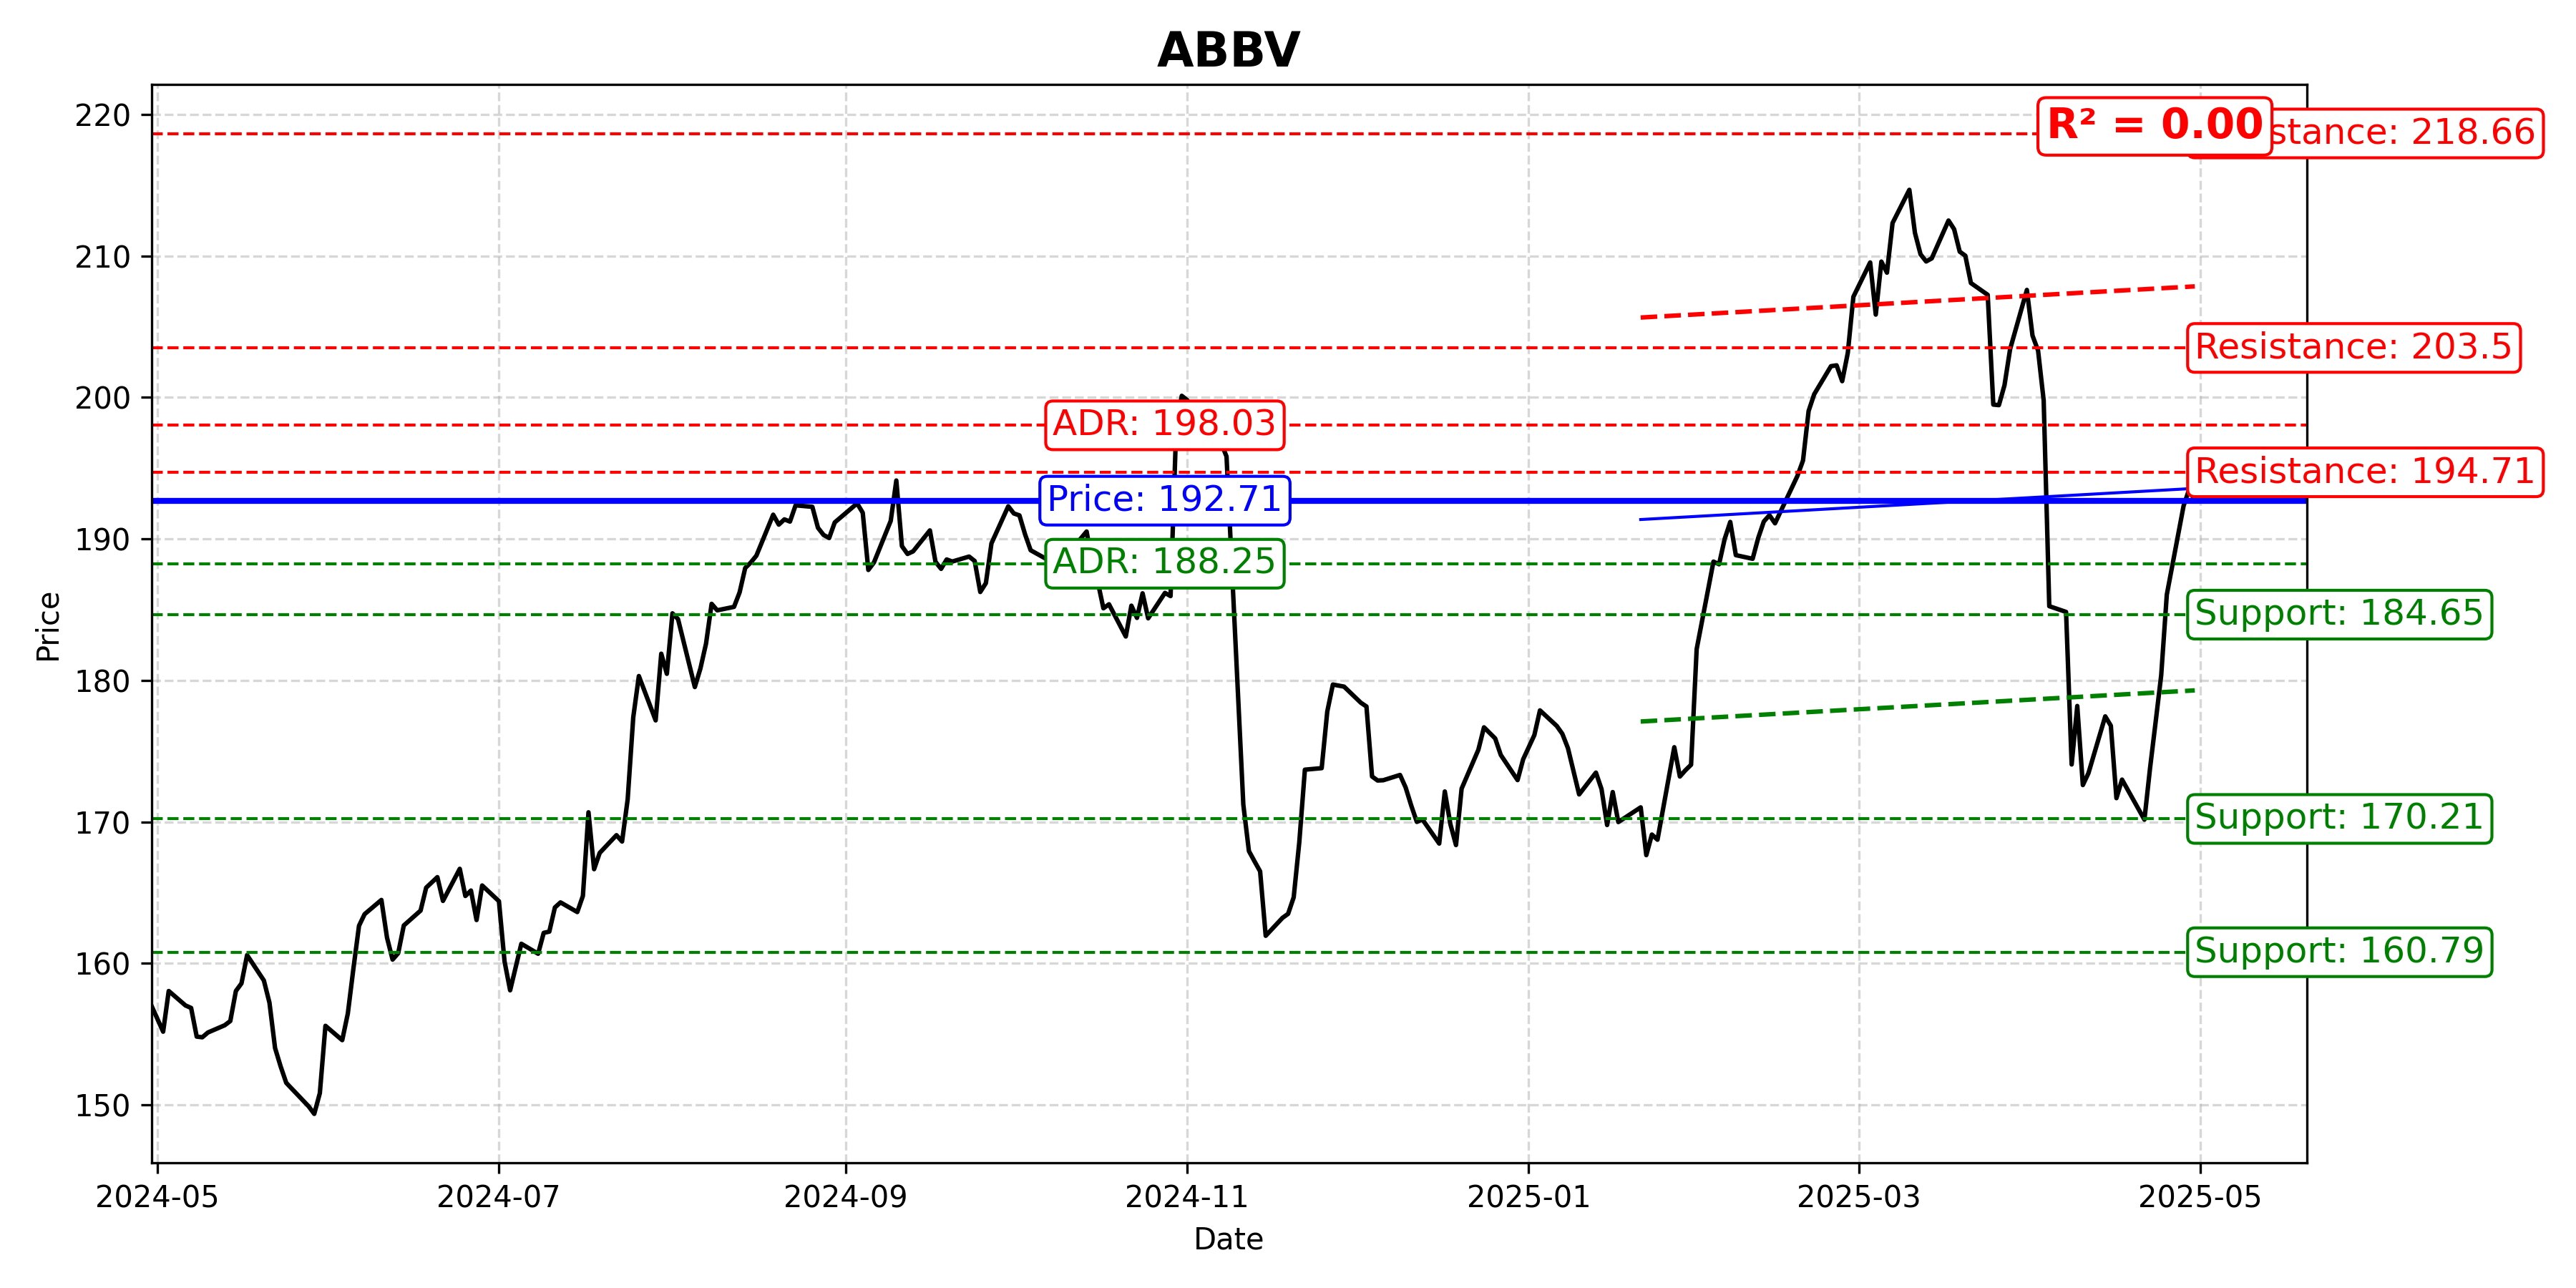 ABBV
220
210
200
190
180
170
160
150
Price
R² = 0.00
stance: 218.66
Resistance: 203.5
ADR: 198.03
Resistance: 194.71
Price: 192.71
ADR: 188.25
Support: 184.65
Support: 170.21
Support: 160.79
2024-05
2024-07
2024-09
2024-11
2025-01
2025-03
2025-05
Date